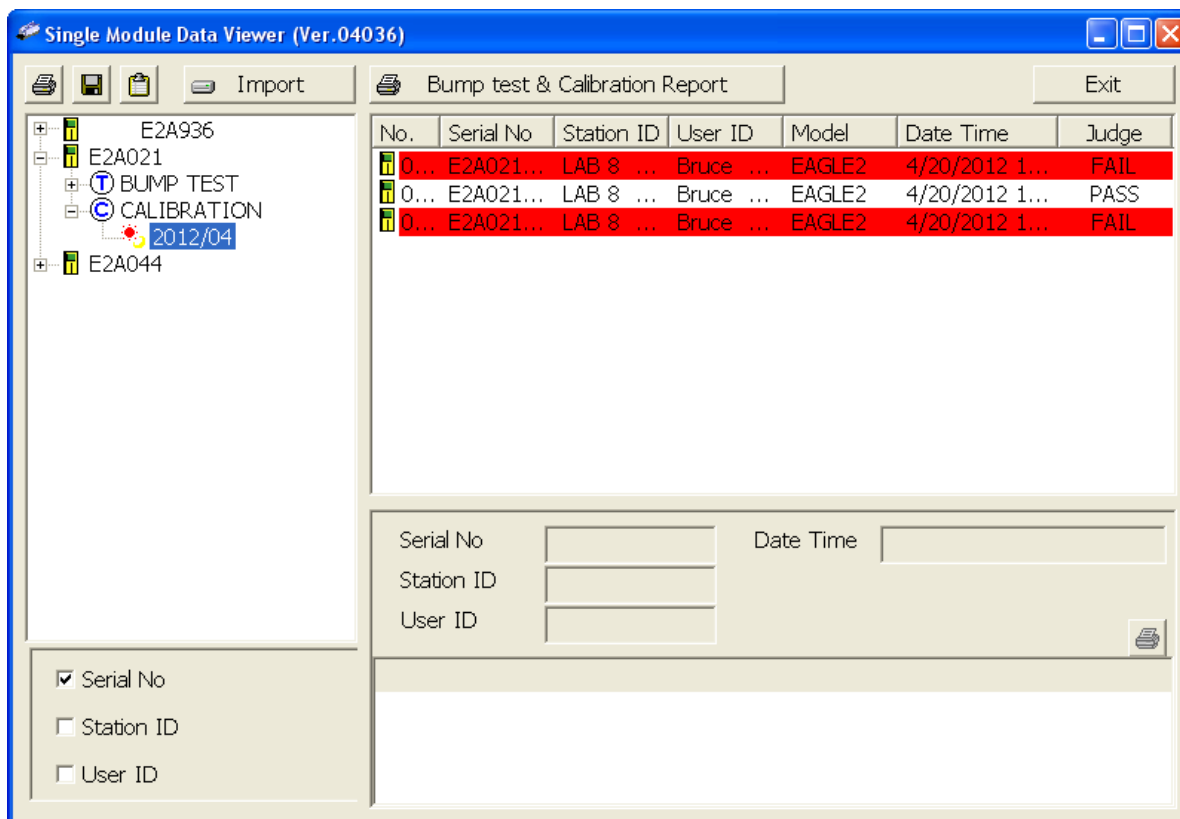 Single Module Data Viewer (Ver.04036)
Import
Bump test & Calibration Report
Exit
E2A936
E2A021
T BUMP TEST
C CALIBRATION
2012/04
E2A044
No. Serial No Station ID User ID Model Date Time Judge
0... E2A021... LAB 8 ... Bruce ... EAGLE2 4/20/2012 1... FAIL
0... E2A021... LAB 8 ... Bruce ... EAGLE2 4/20/2012 1... PASS
0... E2A021... LAB 8 ... Bruce ... EAGLE2 4/20/2012 1... FAIL
Serial No
Date Time
Station ID
User ID
Serial No
Station ID
User ID